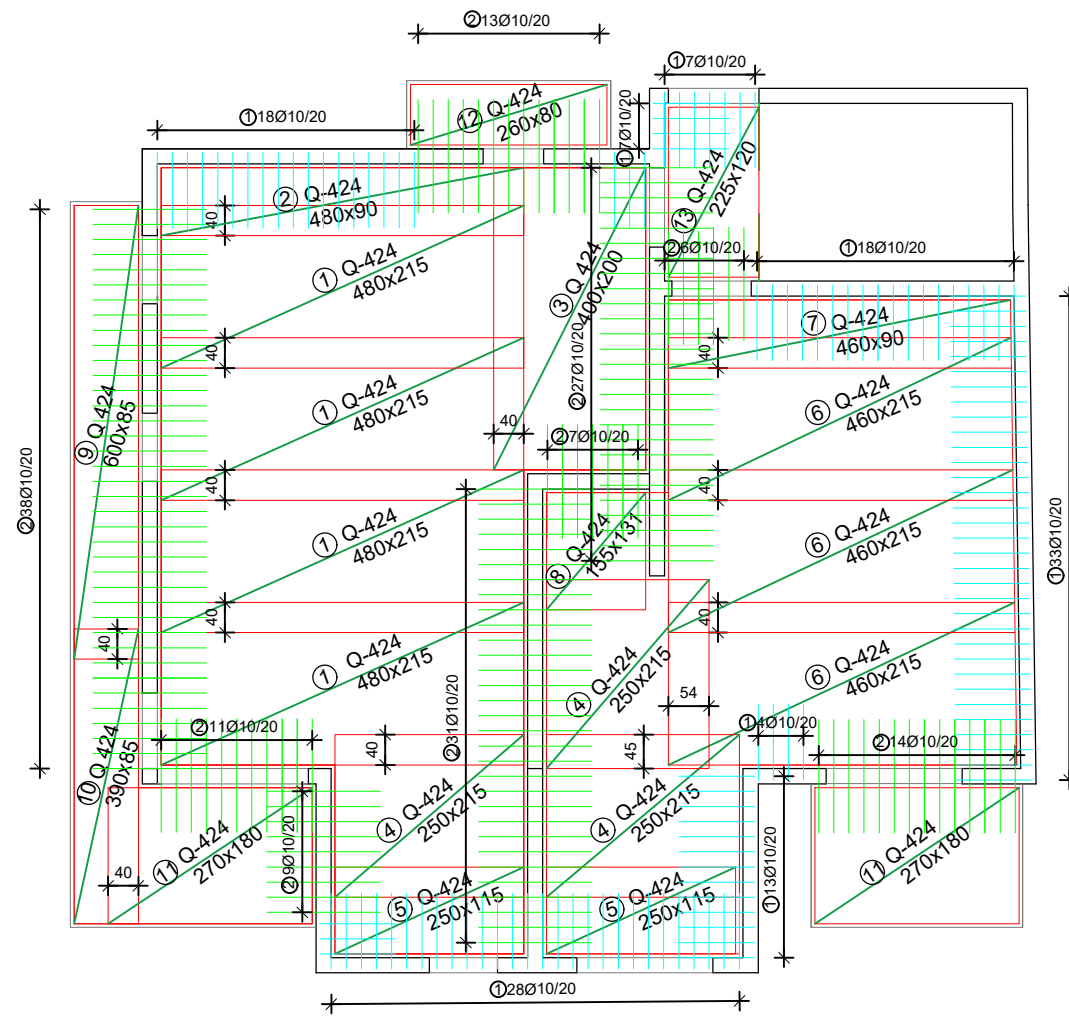 ②13Ø10/20
①7Ø10/20
①18Ø10/20
⑫ Q-424
260x80
①7Ø10/20
⑬ Q-424
225x120
② Q-424
480x90
40
②6Ø10/20
①18Ø10/20
②38Ø10/20
① Q-424
480x215
③ Q-424
400x200
⑦ Q-424
460x90
40
40
②27Ø10/20
① Q-424
480x215
⑥ Q-424
460x215
⑨ Q-424
600x85
40
②7Ø10/20
40
40
① Q-424
480x215
⑧ Q-424
155x131
⑥ Q-424
460x215
①33Ø10/20
40
40
40
① Q-424
480x215
④ Q-424
250x215
⑥ Q-424
460x215
54
②11Ø10/20
②31Ø10/20
40
45
①4Ø10/20
②14Ø10/20
⑩ Q-424
390x85
④ Q-424
250x215
④ Q-424
250x215
⑪ Q-424
270x180
40
②9Ø10/20
⑤ Q-424
250x115
⑤ Q-424
250x115
①13Ø10/20
⑪ Q-424
270x180
①28Ø10/20